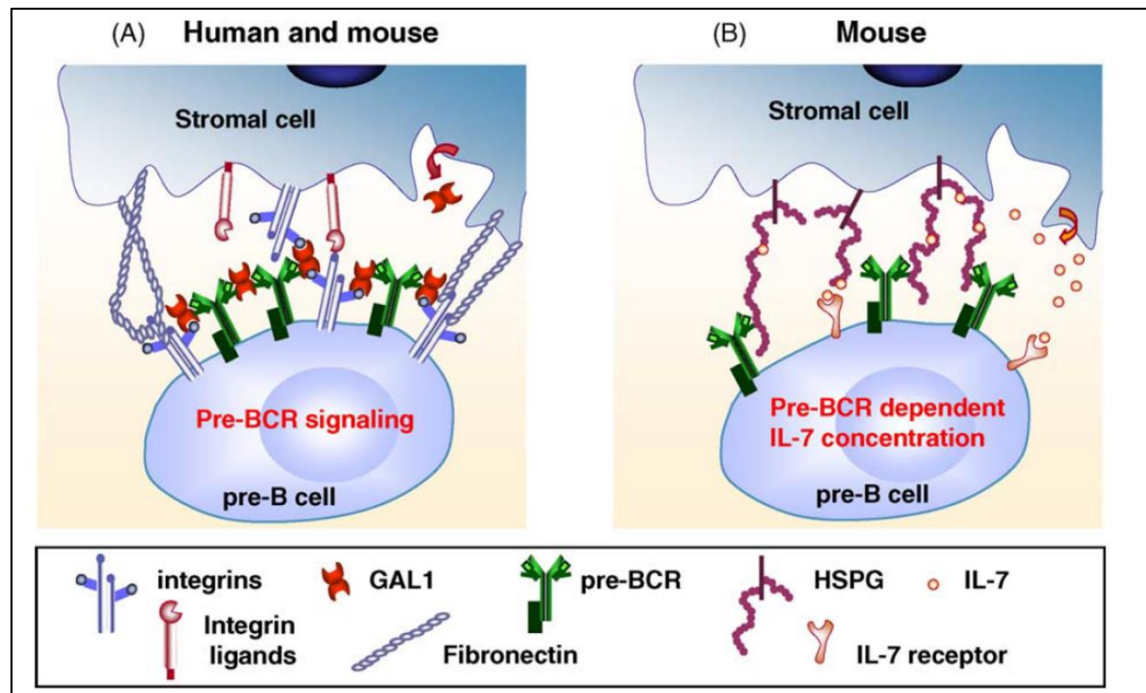 (A) Human and mouse
Stromal cell
Pre-BCR signaling
pre-B cell
(B) Mouse
Stromal cell
Pre-BCR dependent
IL-7 concentration
pre-B cell
integrins
GAL1
pre-BCR
HSPG
IL-7
Integrin
ligands
Fibronectin
IL-7 receptor